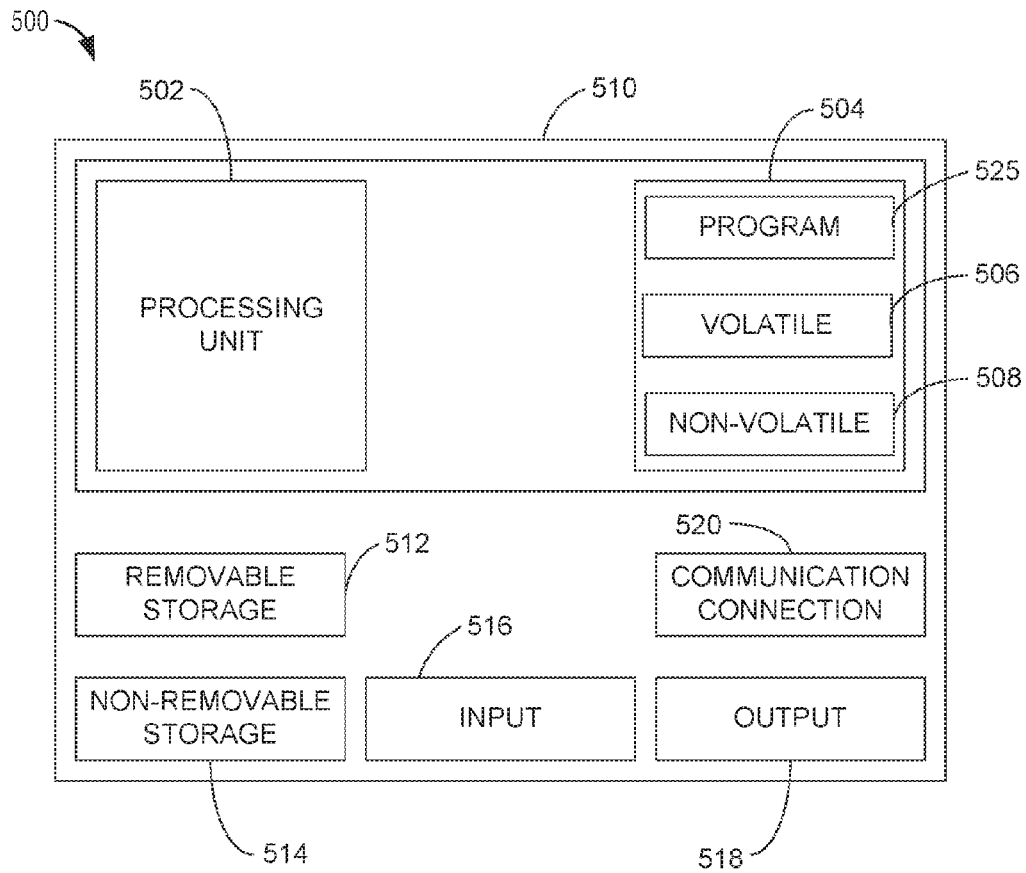 500
502
510
504
525
PROGRAM
506
PROCESSING
UNIT
VOLATILE
508
NON-VOLATILE
520
512
REMOVABLE
STORAGE
COMMUNICATION
CONNECTION
516
NON-REMOVABLE
STORAGE
INPUT
OUTPUT
514
518